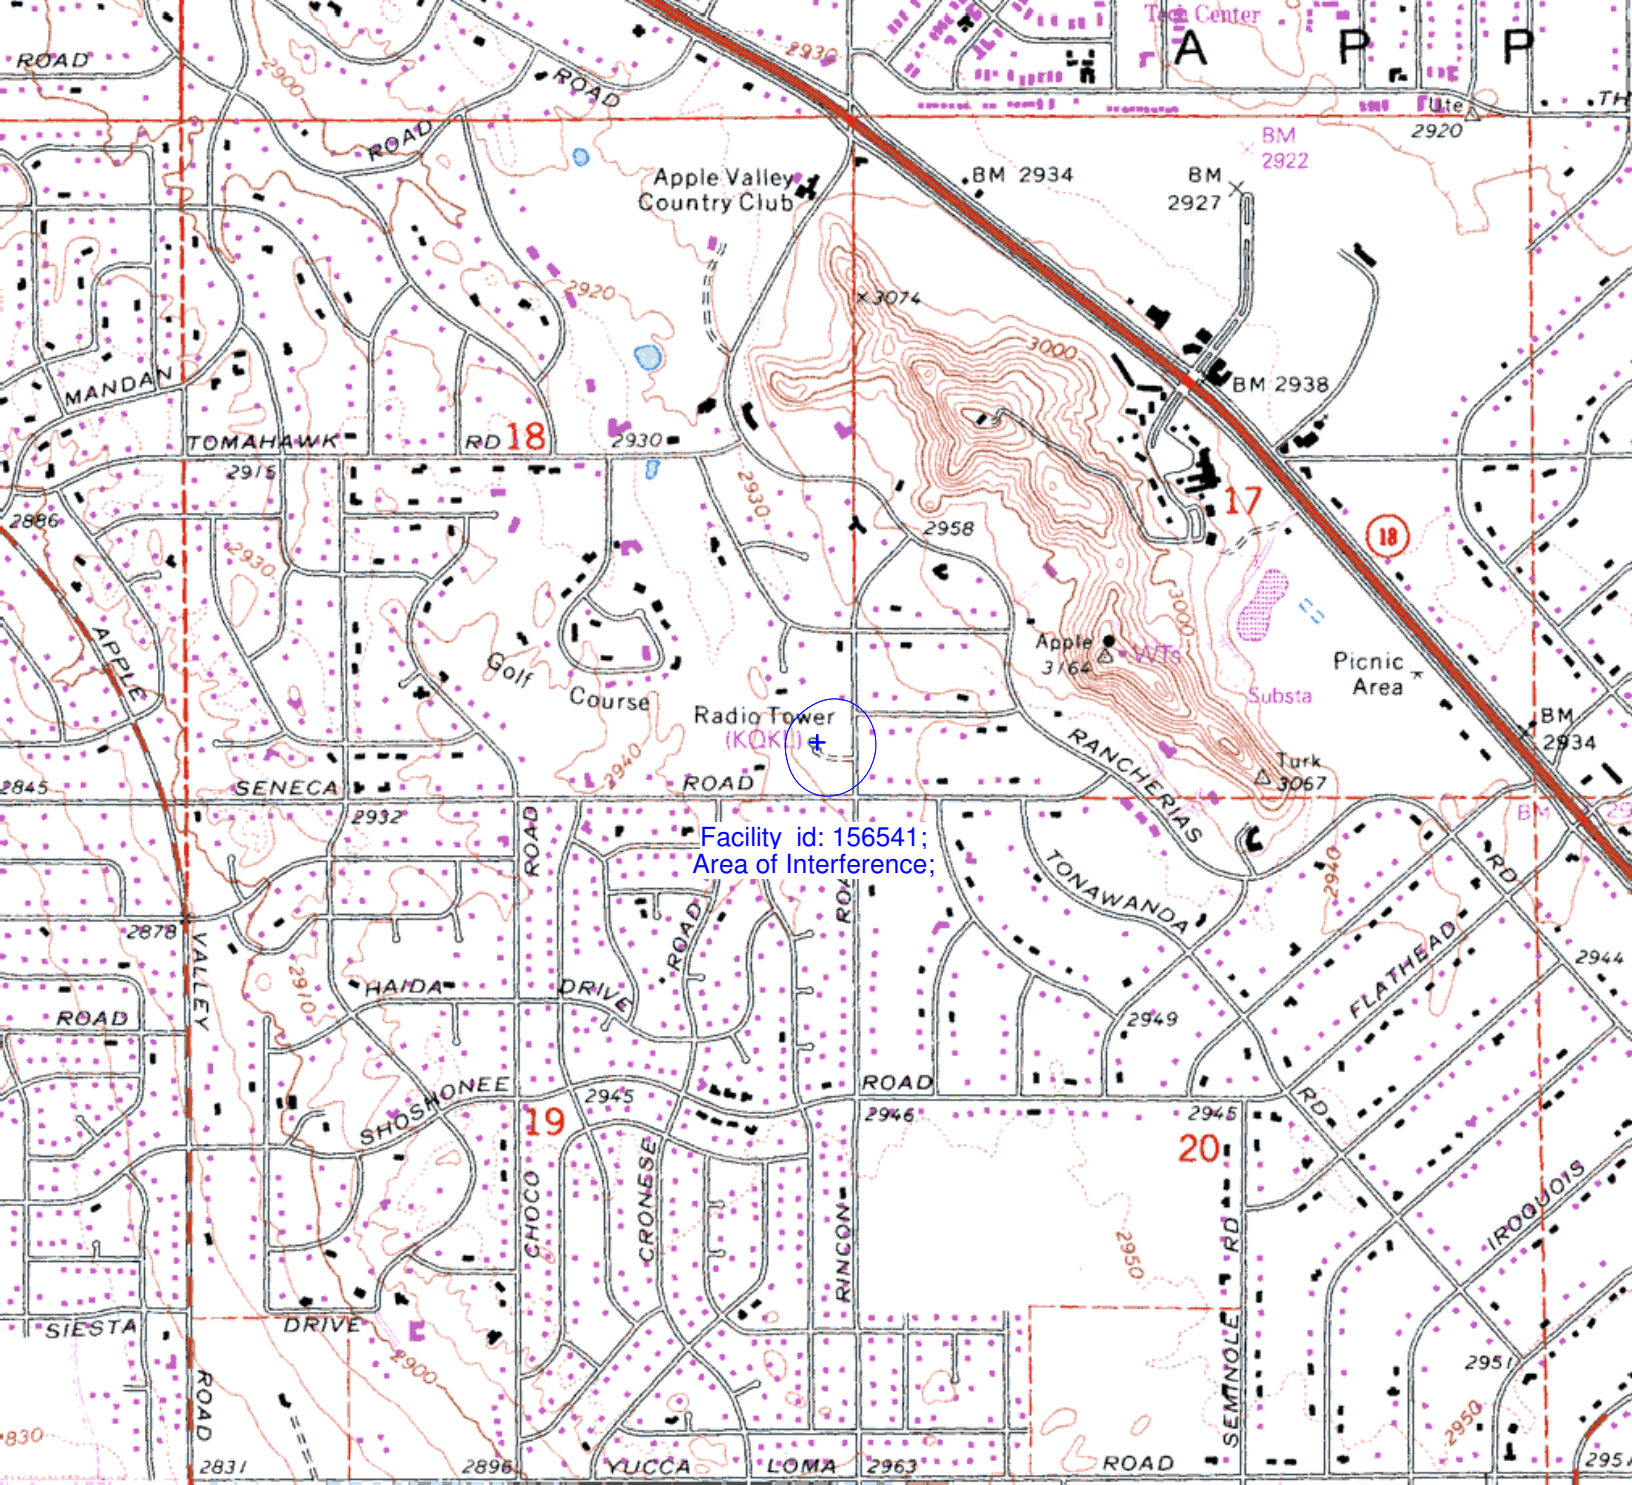 Tech Center
A P P
ROAD
2900
ROAD
2930
Ute
2920
TH
BM
2922
ROAD
BM 2934
BM
2927
Apple Valley
Country Club
2920
3074
3000
BM 2938
MANDAN
TOMAHAWK RD
18
2930
2915
2930
17
18
2886
2958
2930
3000
APPLE
Apple
3164
WTs
Picnic
Area
Golf
Course
Substa
Radio Tower
BM
2934
2940
RANCHERIAS
Turk
3067
2845
SENECA
ROAD
BM
2932
ROAD
Facility id: 156541;
Area of Interference;
TONAWANDA
2940
RD
2878
VALLEY
ROAD
FLATHEAD
2944
2910
HAIDA
DRIVE
ROAD
2949
SHOSHONEE
2945
ROAD
2946
2945
RD
19
20
CHOCO
CRONESE
RINCON
2950
SEMINOLE RD
IROQUOIS
SIESTA
DRIVE
2900
2951
ROAD
2950
830
2831
2896
YUCCA
LOMA
2963
ROAD